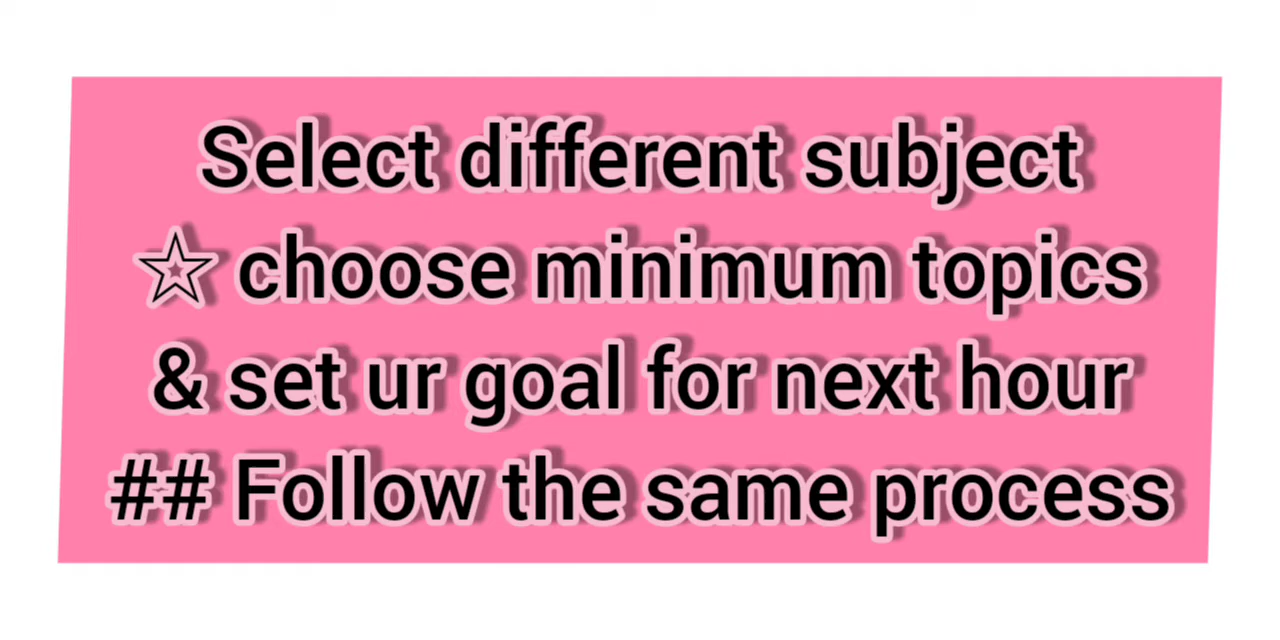 Select different subject
☆ choose minimum topics
& set ur goal for next hour
## Follow the same process